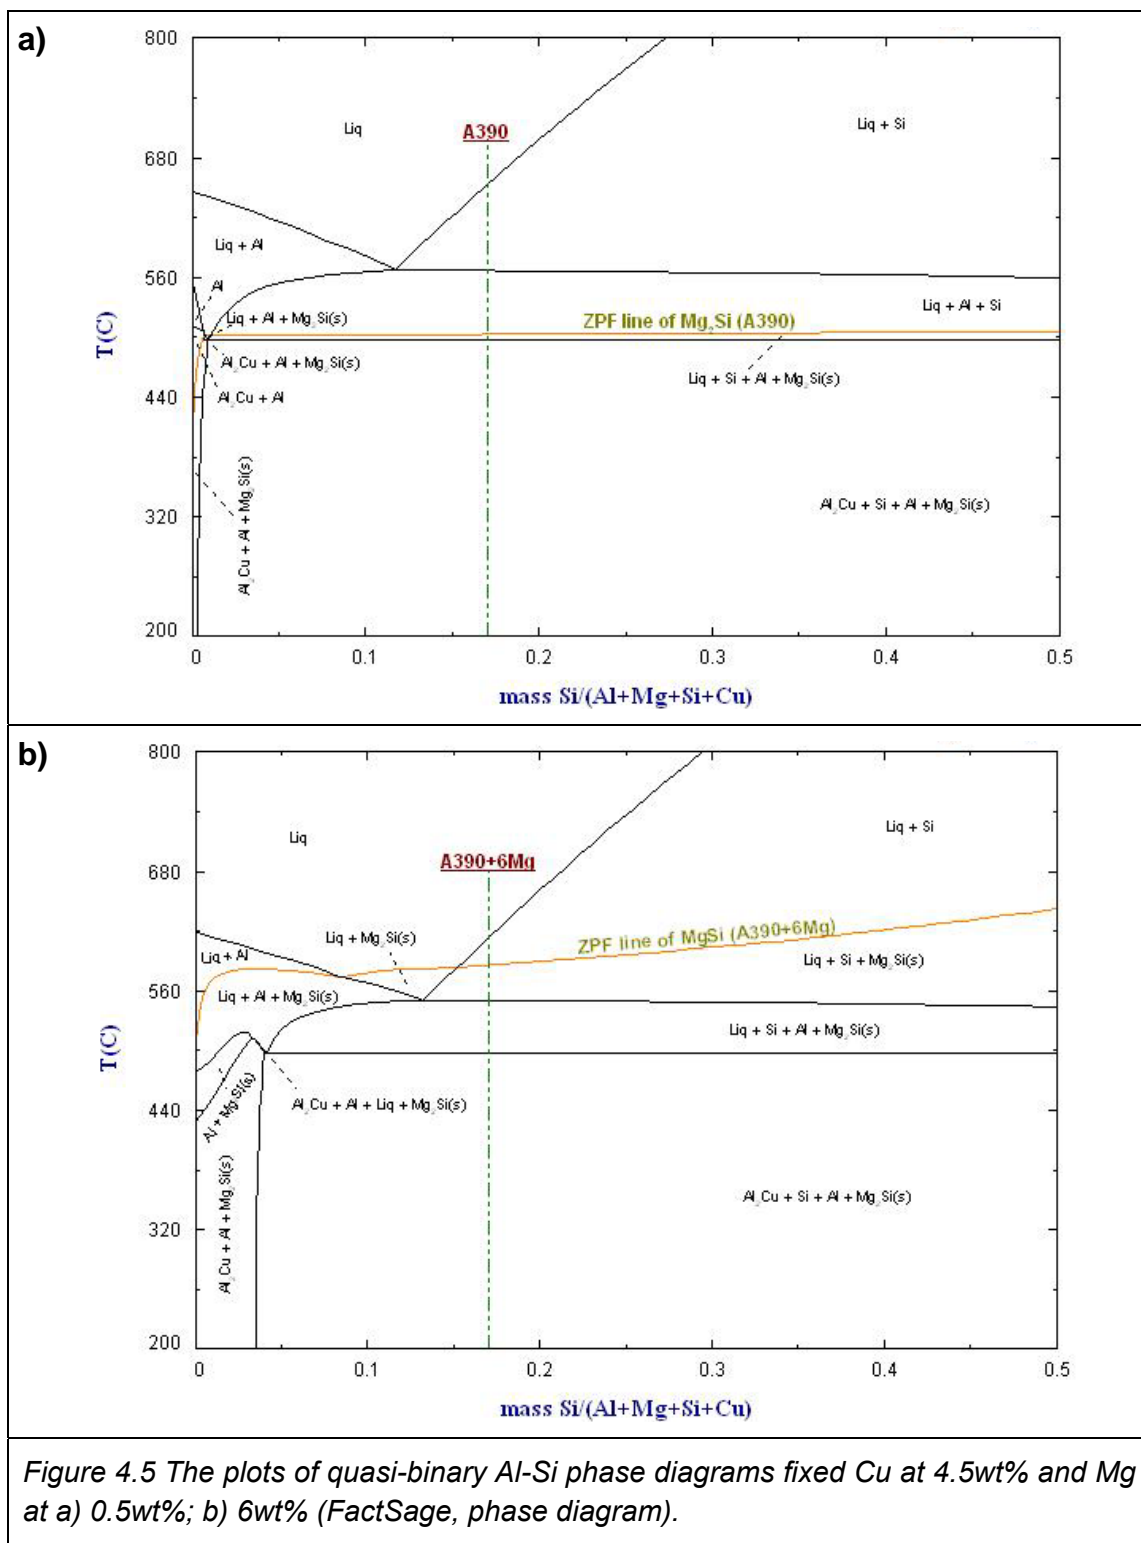 a)
800
Liq
A390
Liq + Si
680
Liq + Al
560
Al
Liq + Al + Si
Liq + Al + Mg2Si(s)
ZPF line of Mg2Si (A390)
T(C)
Al2Cu + Al + Mg2Si(s)
Liq + Si + Al + Mg2Si(s)
440
Al2Cu + Al
Al2Cu + Al + Mg2Si(s)
Al2Cu + Si + Al + Mg2Si(s)
320
200
0 0.1 0.2 0.3 0.4 0.5
mass Si/(Al+Mg+Si+Cu)
b)
800
Liq
Liq + Si
A390+6Mg
680
Liq + Mg2Si(s)
ZPF line of MgSi (A390+6Mg)
Liq + Al
Liq + Si + Mg2Si(s)
560
Liq + Al + Mg2Si(s)
Liq + Si + Al + Mg2Si(s)
T(C)
Al + Mg2Si(s)
Al2Cu + Al + Liq + Mg2Si(s)
440
Al2Cu + Al + Mg2Si(s)
Al2Cu + Si + Al + Mg2Si(s)
320
200
0 0.1 0.2 0.3 0.4 0.5
mass Si/(Al+Mg+Si+Cu)
Figure 4.5 The plots of quasi-binary Al-Si phase diagrams fixed Cu at 4.5wt% and Mg
at a) 0.5wt%; b) 6wt% (FactSage, phase diagram).